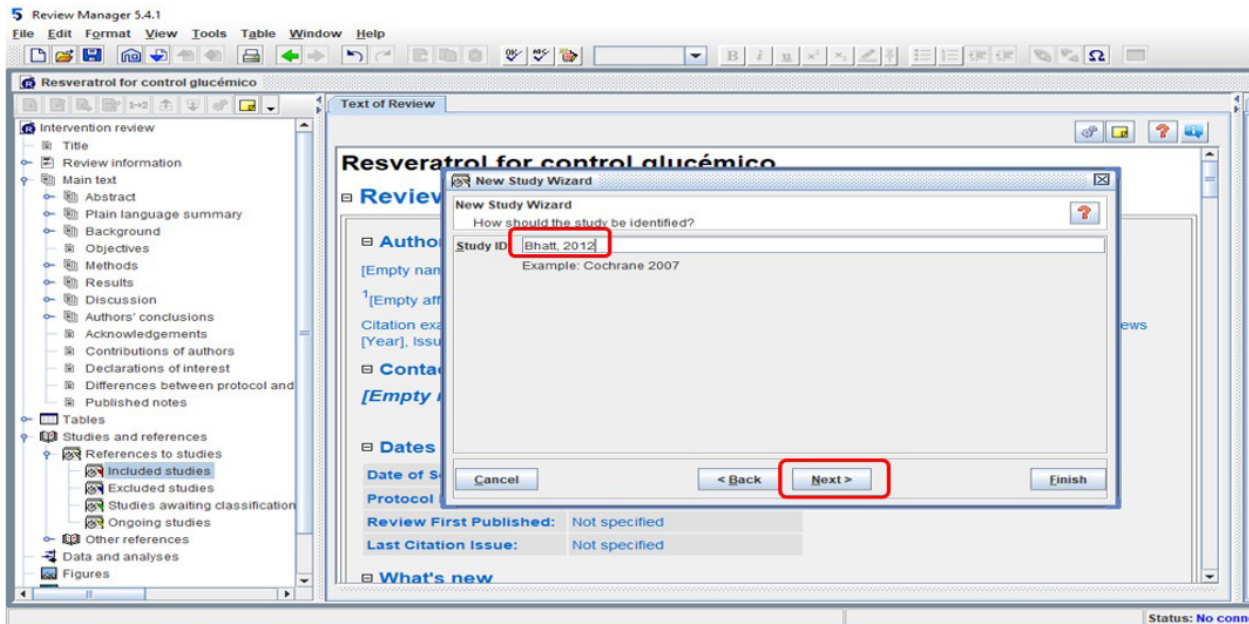 5 Review Manager 5.4.1
File Edit Format View Tools Table Window Help
Resveratrol for control glucémico
Intervention review
Title
Review information
Main text
Abstract
Plain language summary
Background
Objectives
Methods
Results
Discussion
Authors' conclusions
Acknowledgements
Contributions of authors
Declarations of interest
Differences between protocol and
Published notes
Tables
Studies and references
References to studies
Included studies
Excluded studies
Studies awaiting classification
Ongoing studies
Other references
Data and analyses
Figures
Text of Review
Resveratrol for control glucémico
Review
Autho
[Empty nam
1[Empty aff
Citation exa
ews
[Year], Issu
Conta
[Empty
Dates
Date of S
Protocol
Review First Published: Not specified
Last Citation Issue: Not specified
What's new
New Study Wizard
New Study Wizard
How should the study be identified?
Study ID Bhatt, 2012
Example: Cochrane 2007
Cancel < Back Next > Finish
Status: No conn